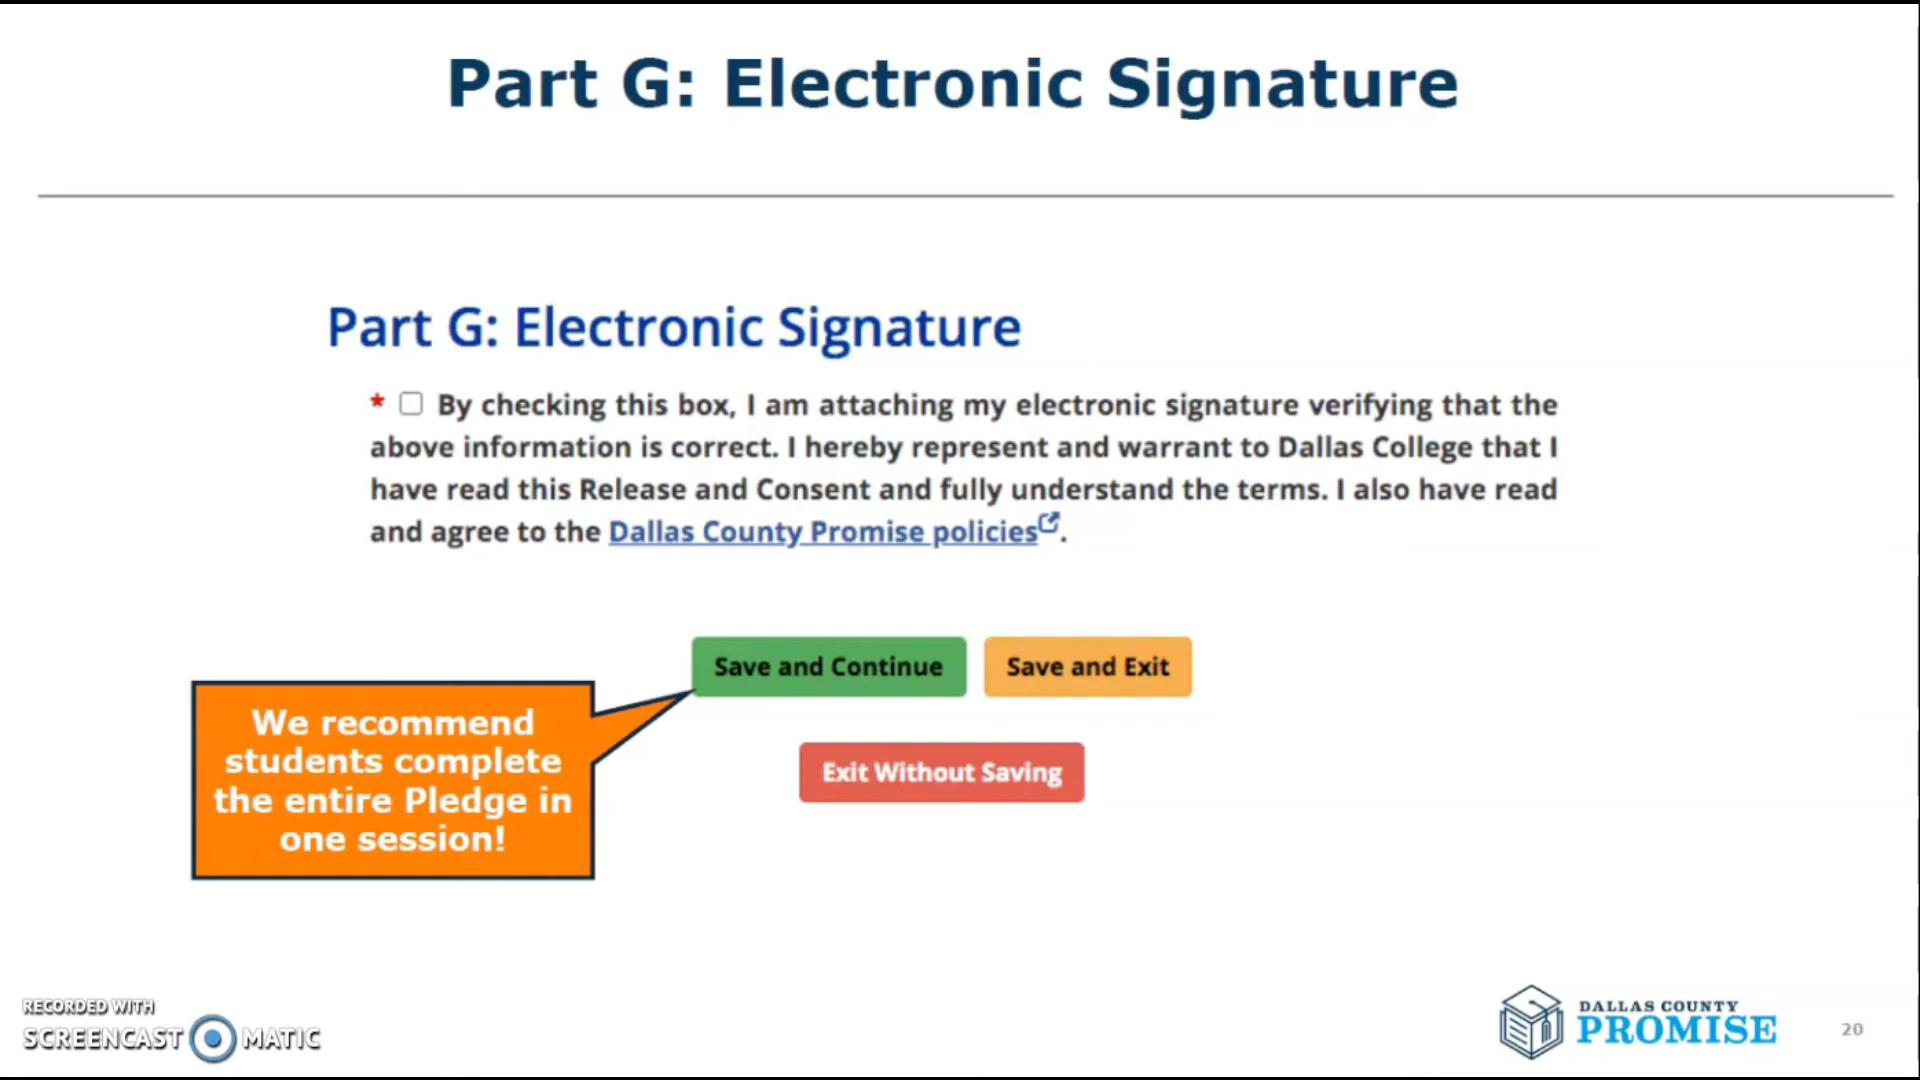 Part G: Electronic Signature
Part G: Electronic Signature
* By checking this box, I am attaching my electronic signature verifying that the
above information is correct. I hereby represent and warrant to Dallas College that I
have read this Release and Consent and fully understand the terms. I also have read
and agree to the Dallas County Promise policies.
Save and Continue
Save and Exit
We recommend
students complete
the entire Pledge in
one session!
Exit Without Saving
RECORDED WITH
SCREENCAST MATIC
DALLAS COUNTY
PROMISE
20